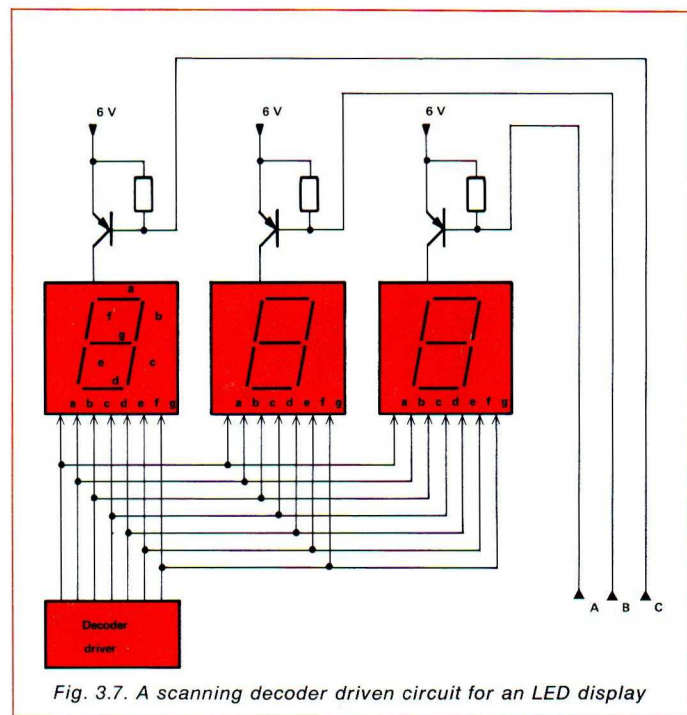 6 V
6 V
6 V
a
f
b
g
e
c
d
a b c d e f g
a b c d e f g
a b c d e f g
Decoder
driver
A B C
Fig. 3.7. A scanning decoder driven circuit for an LED display